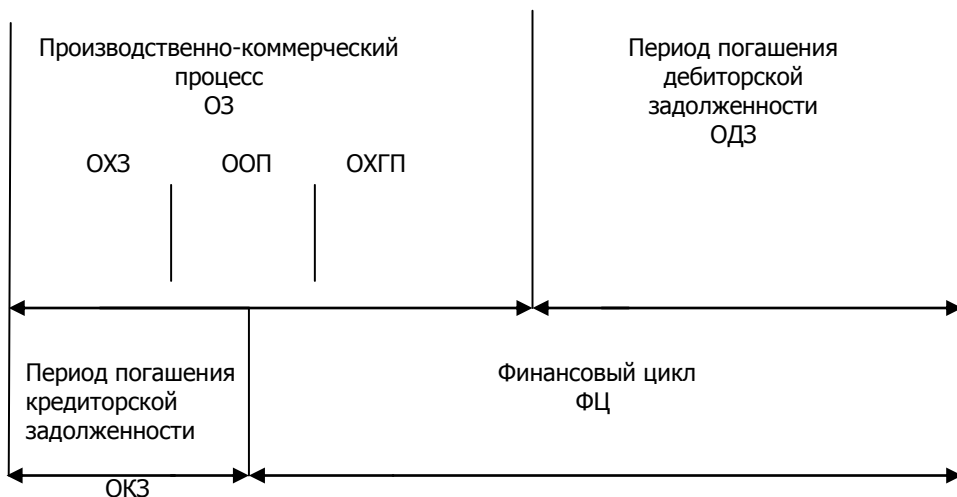 Производственно-коммерческий
процесс
ОЗ
Период погашения
дебиторской
задолженности
ОДЗ
ОХЗ ООП ОХГП
Период погашения
кредиторской
задолженности
ОКЗ
Финансовый цикл
ФЦ